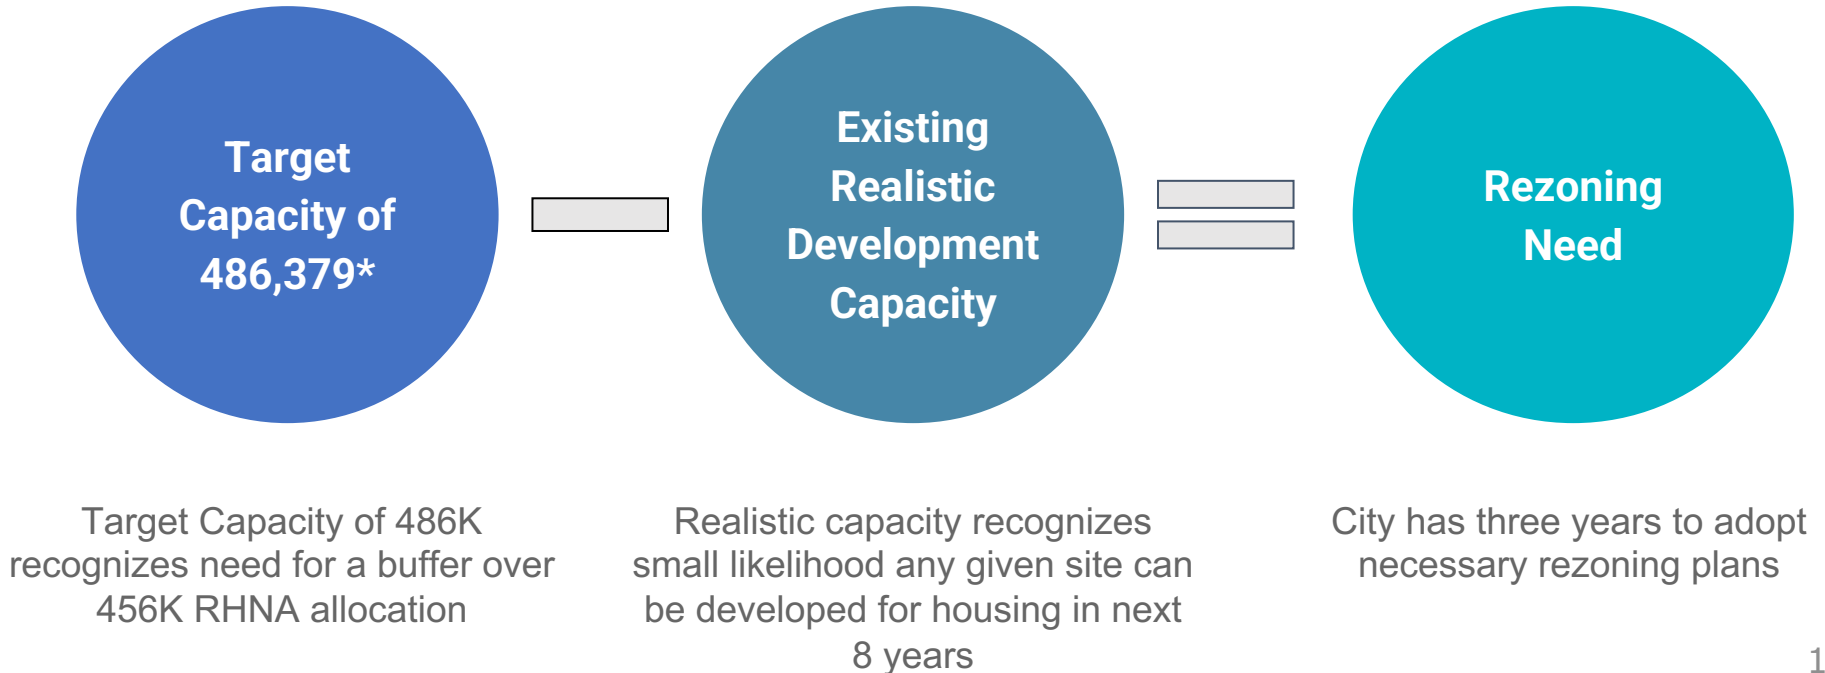 Target
Capacity of
486,379*
Existing
Realistic
Development
Capacity
Rezoning
Need
Target Capacity of 486K
recognizes need for a buffer over
456K RHNA allocation
Realistic capacity recognizes
small likelihood any given site can
be developed for housing in next
8 years
City has three years to adopt
necessary rezoning plans
1